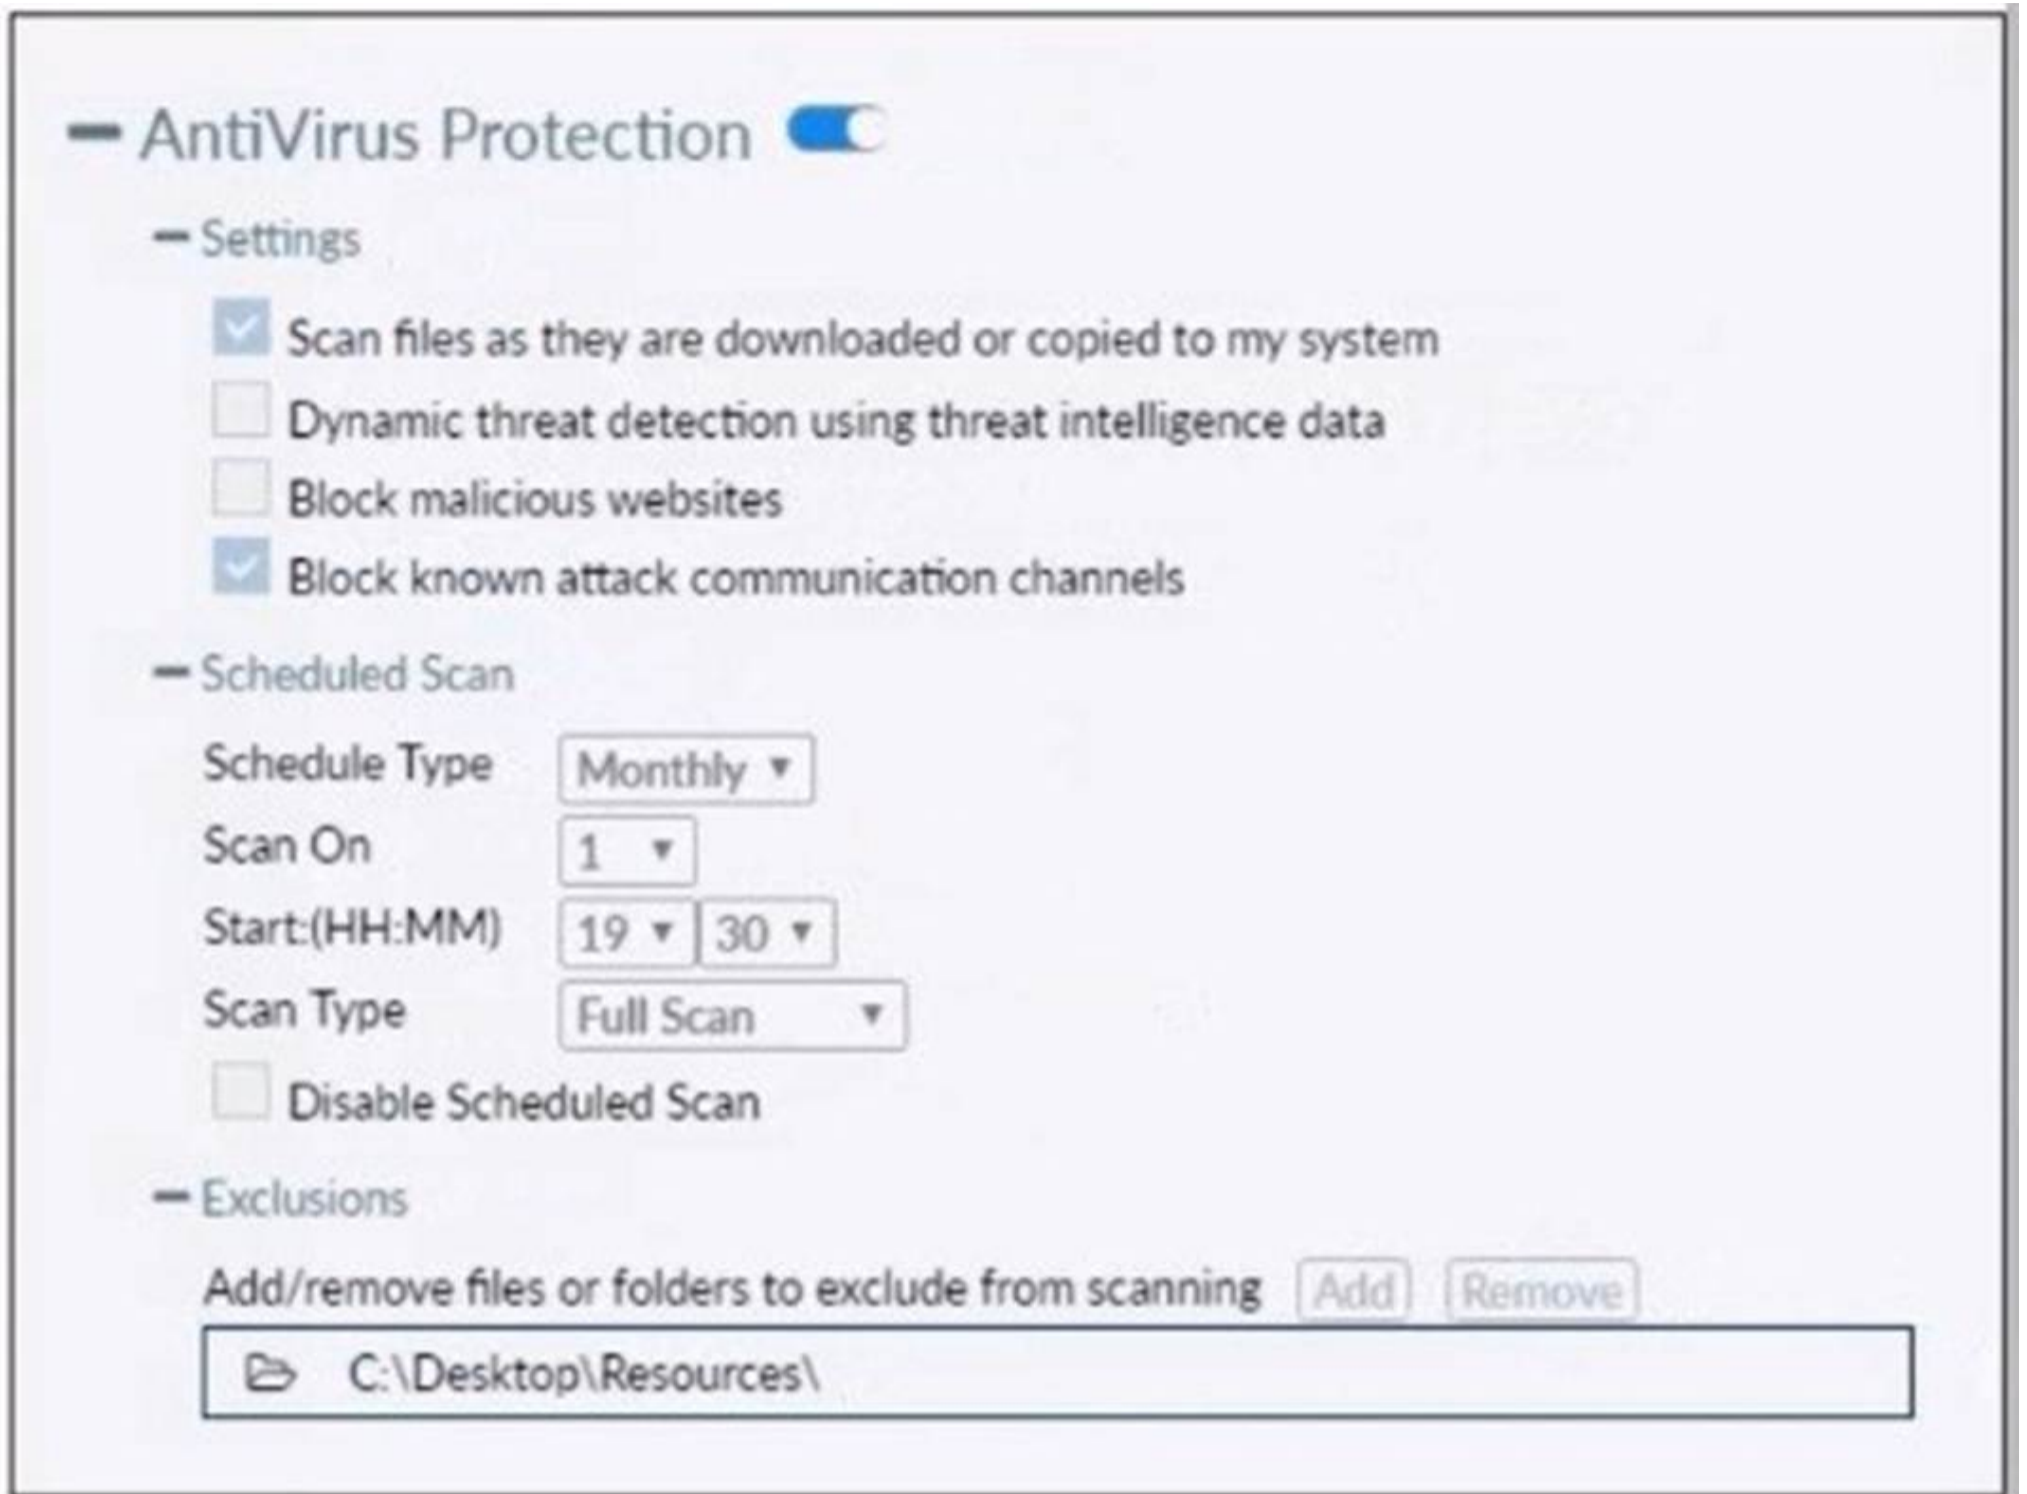 AntiVirus Protection
Settings
Scan files as they are downloaded or copied to my system
Dynamic threat detection using threat intelligence data
Block malicious websites
Block known attack communication channels
Scheduled Scan
Schedule Type Monthly
Scan On 1
Start:(HH:MM) 19 30
Scan Type Full Scan
Disable Scheduled Scan
Exclusions
Add/remove files or folders to exclude from scanning Add Remove
C:\Desktop\Resources\